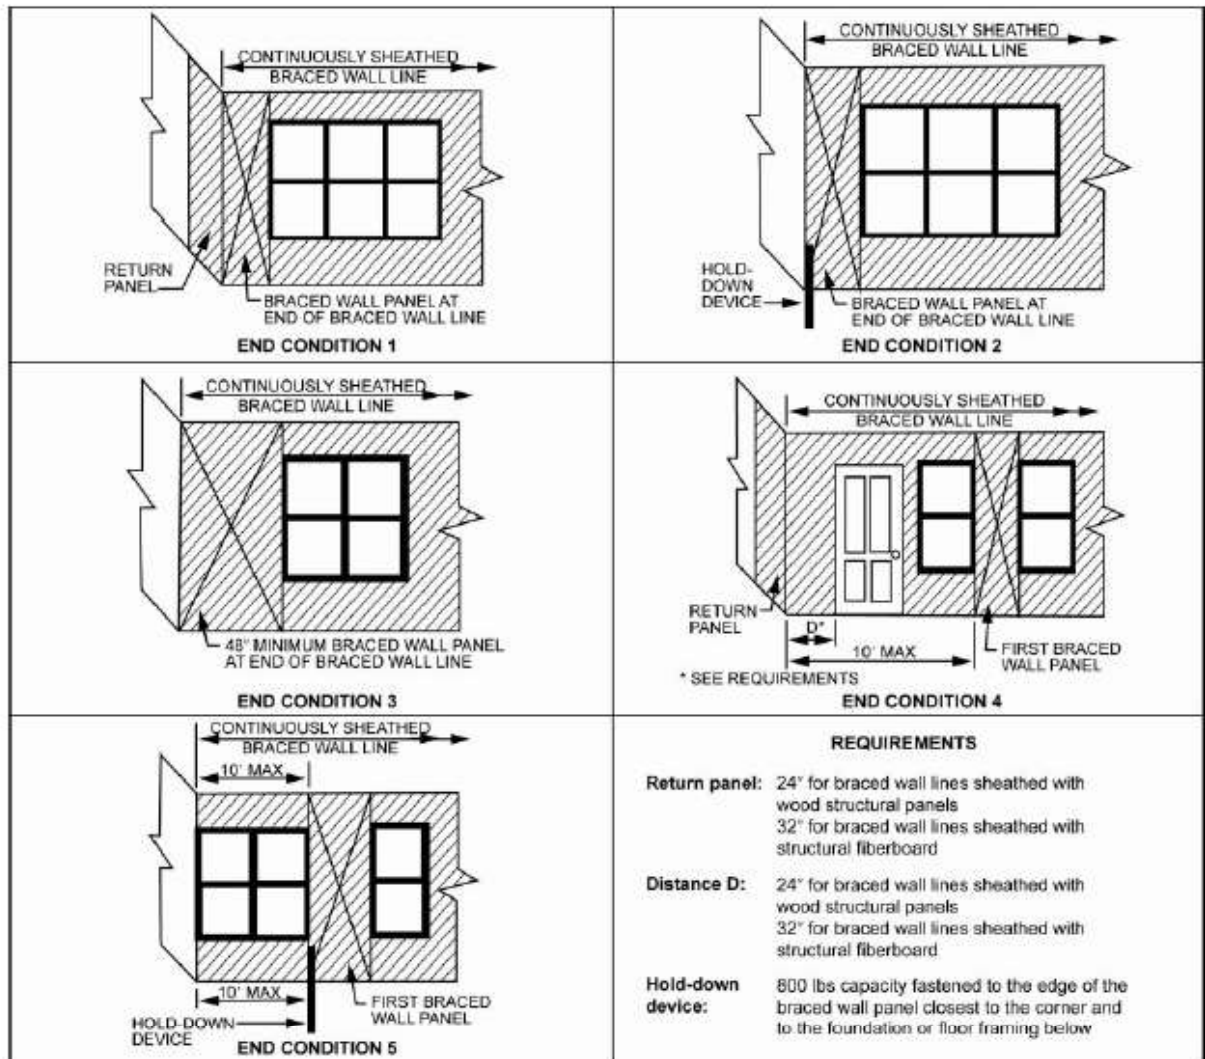 CONTINUOUSLY SHEATHED
BRACED WALL LINE
RETURN
PANEL
BRACED WALL PANEL AT
END OF BRACED WALL LINE
END CONDITION 1
CONTINUOUSLY SHEATHED
BRACED WALL LINE
HOLD-
DOWN
DEVICE
BRACED WALL PANEL AT
END OF BRACED WALL LINE
END CONDITION 2
CONTINUOUSLY SHEATHED
BRACED WALL LINE
48" MINIMUM BRACED WALL PANEL
AT END OF BRACED WALL LINE
END CONDITION 3
CONTINUOUSLY SHEATHED
BRACED WALL LINE
RETURN
PANEL
D*
10' MAX
FIRST BRACED
WALL PANEL
* SEE REQUIREMENTS
END CONDITION 4
CONTINUOUSLY SHEATHED
BRACED WALL LINE
10' MAX
10' MAX
FIRST BRACED
WALL PANEL
HOLD-DOWN
DEVICE
END CONDITION 5
REQUIREMENTS
Return panel: 24" for braced wall lines sheathed with
wood structural panels
32" for braced wall lines sheathed with
structural fiberboard
Distance D: 24" for braced wall lines sheathed with
wood structural panels
32" for braced wall lines sheathed with
structural fiberboard
Hold-down 800 lbs capacity fastened to the edge of the
device: braced wall panel closest to the corner and
to the foundation or floor framing below